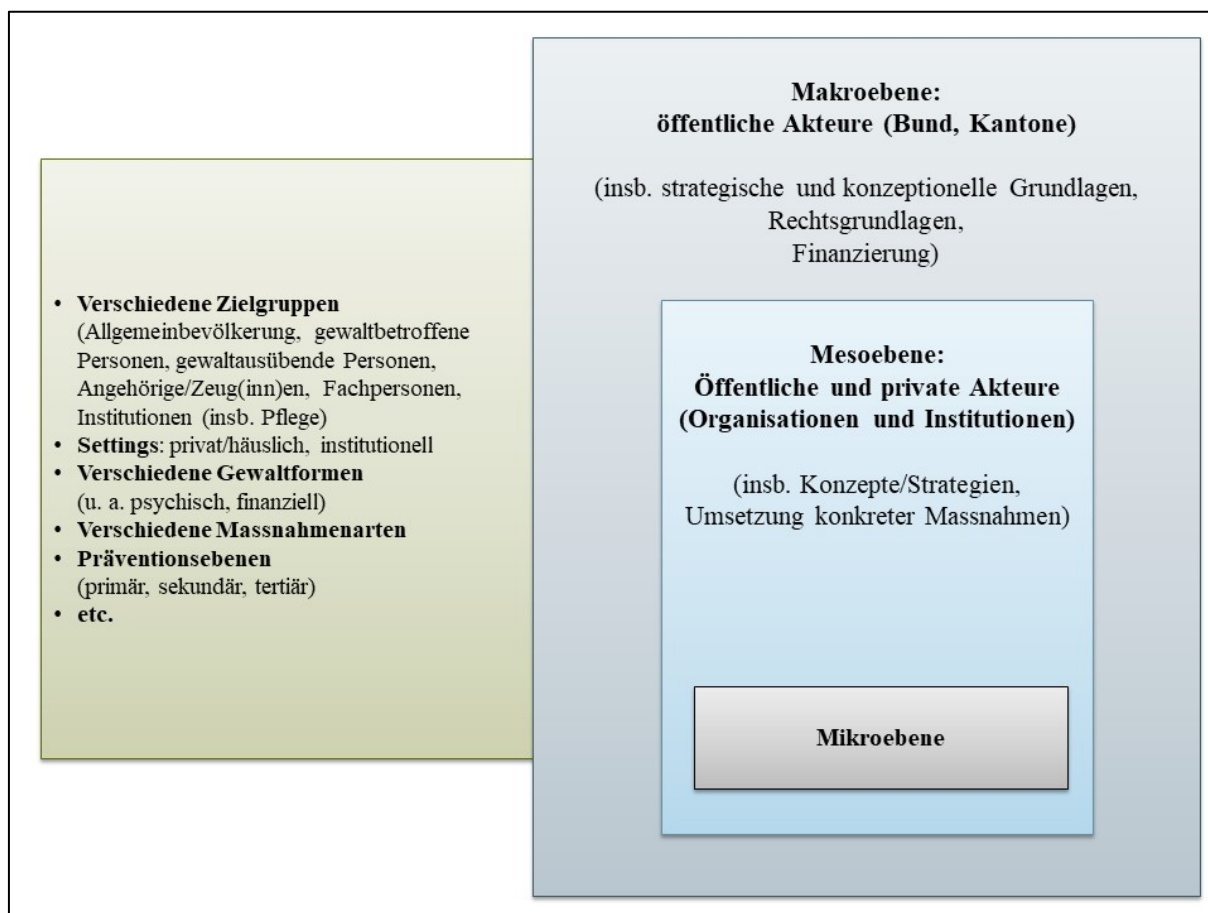 • Verschiedene Zielgruppen
(Allgemeinbevölkerung, gewaltbetroffene
Personen, gewaltausübende Personen,
Angehörige/Zeug(inn)en, Fachpersonen,
Institutionen (insb. Pflege)
• Settings: privat/häuslich, institutionell
• Verschiedene Gewaltformen
(u. a. psychisch, finanziell)
• Verschiedene Massnahmenarten
• Präventionsebenen
(primär, sekundär, tertiär)
• etc.
Makroebene:
öffentliche Akteure (Bund, Kantone)
(insb. strategische und konzeptionelle Grundlagen,
Rechtsgrundlagen,
Finanzierung)
Mesoebene:
Öffentliche und private Akteure
(Organisationen und Institutionen)
(insb. Konzepte/Strategien,
Umsetzung konkreter Massnahmen)
Mikroebene